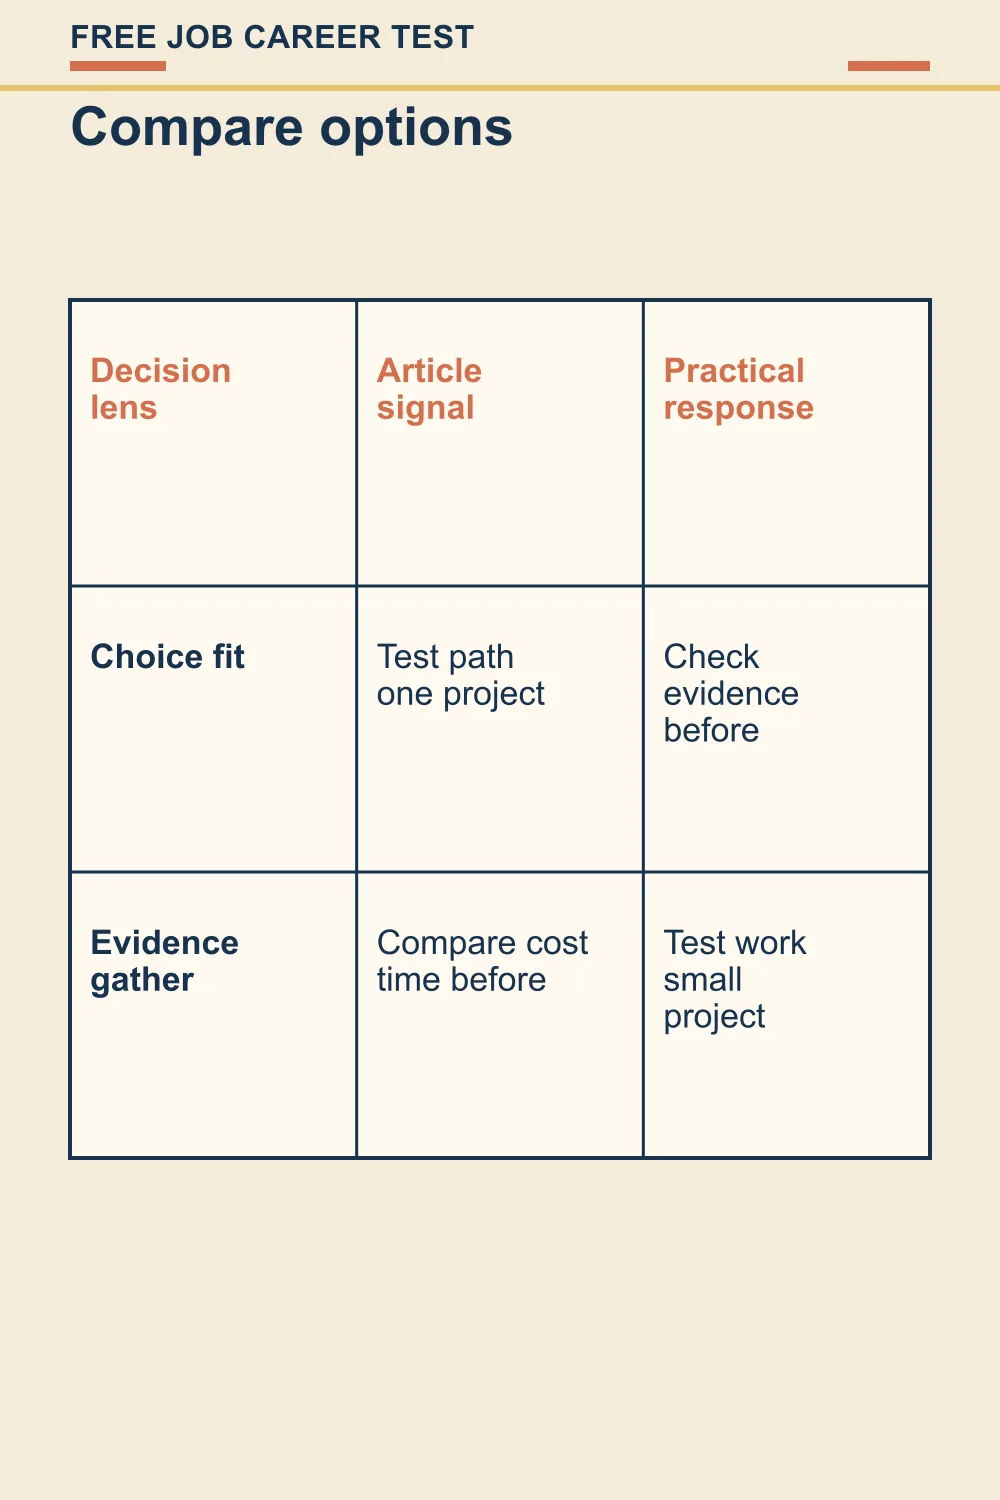 FREE JOB CAREER TEST
Compare options
Decision
lens
Article
signal
Practical
response
Choice fit
Test path
one project
Check
evidence
before
Evidence
gather
Compare cost
time before
Test work
small
project